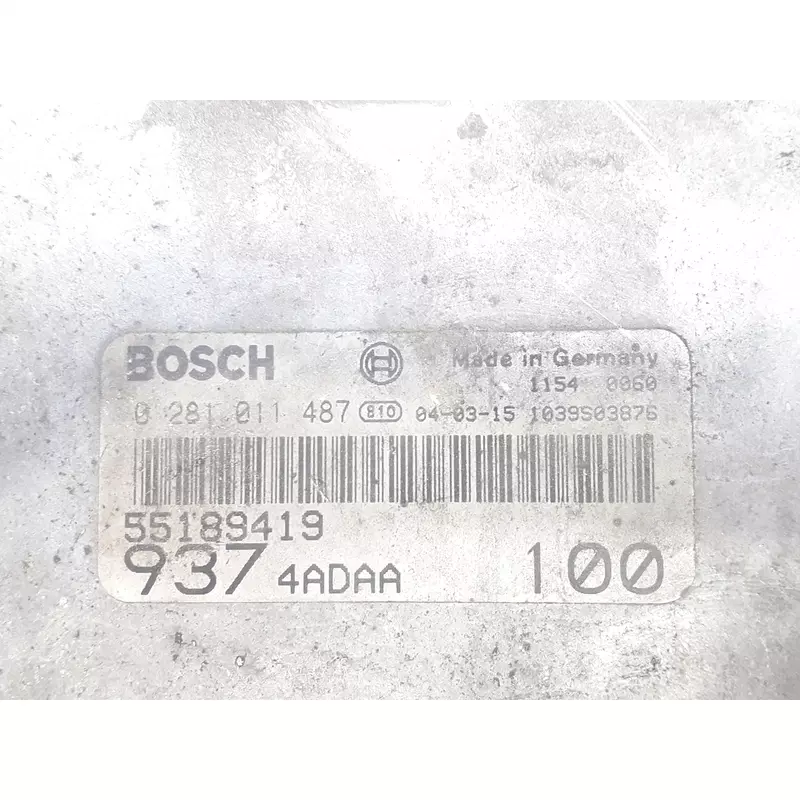 BOSCH Made in Germany
1154 0060
0 281 011 487 810 04-03-15 1039S03876
55189419
937 4ADAA 100